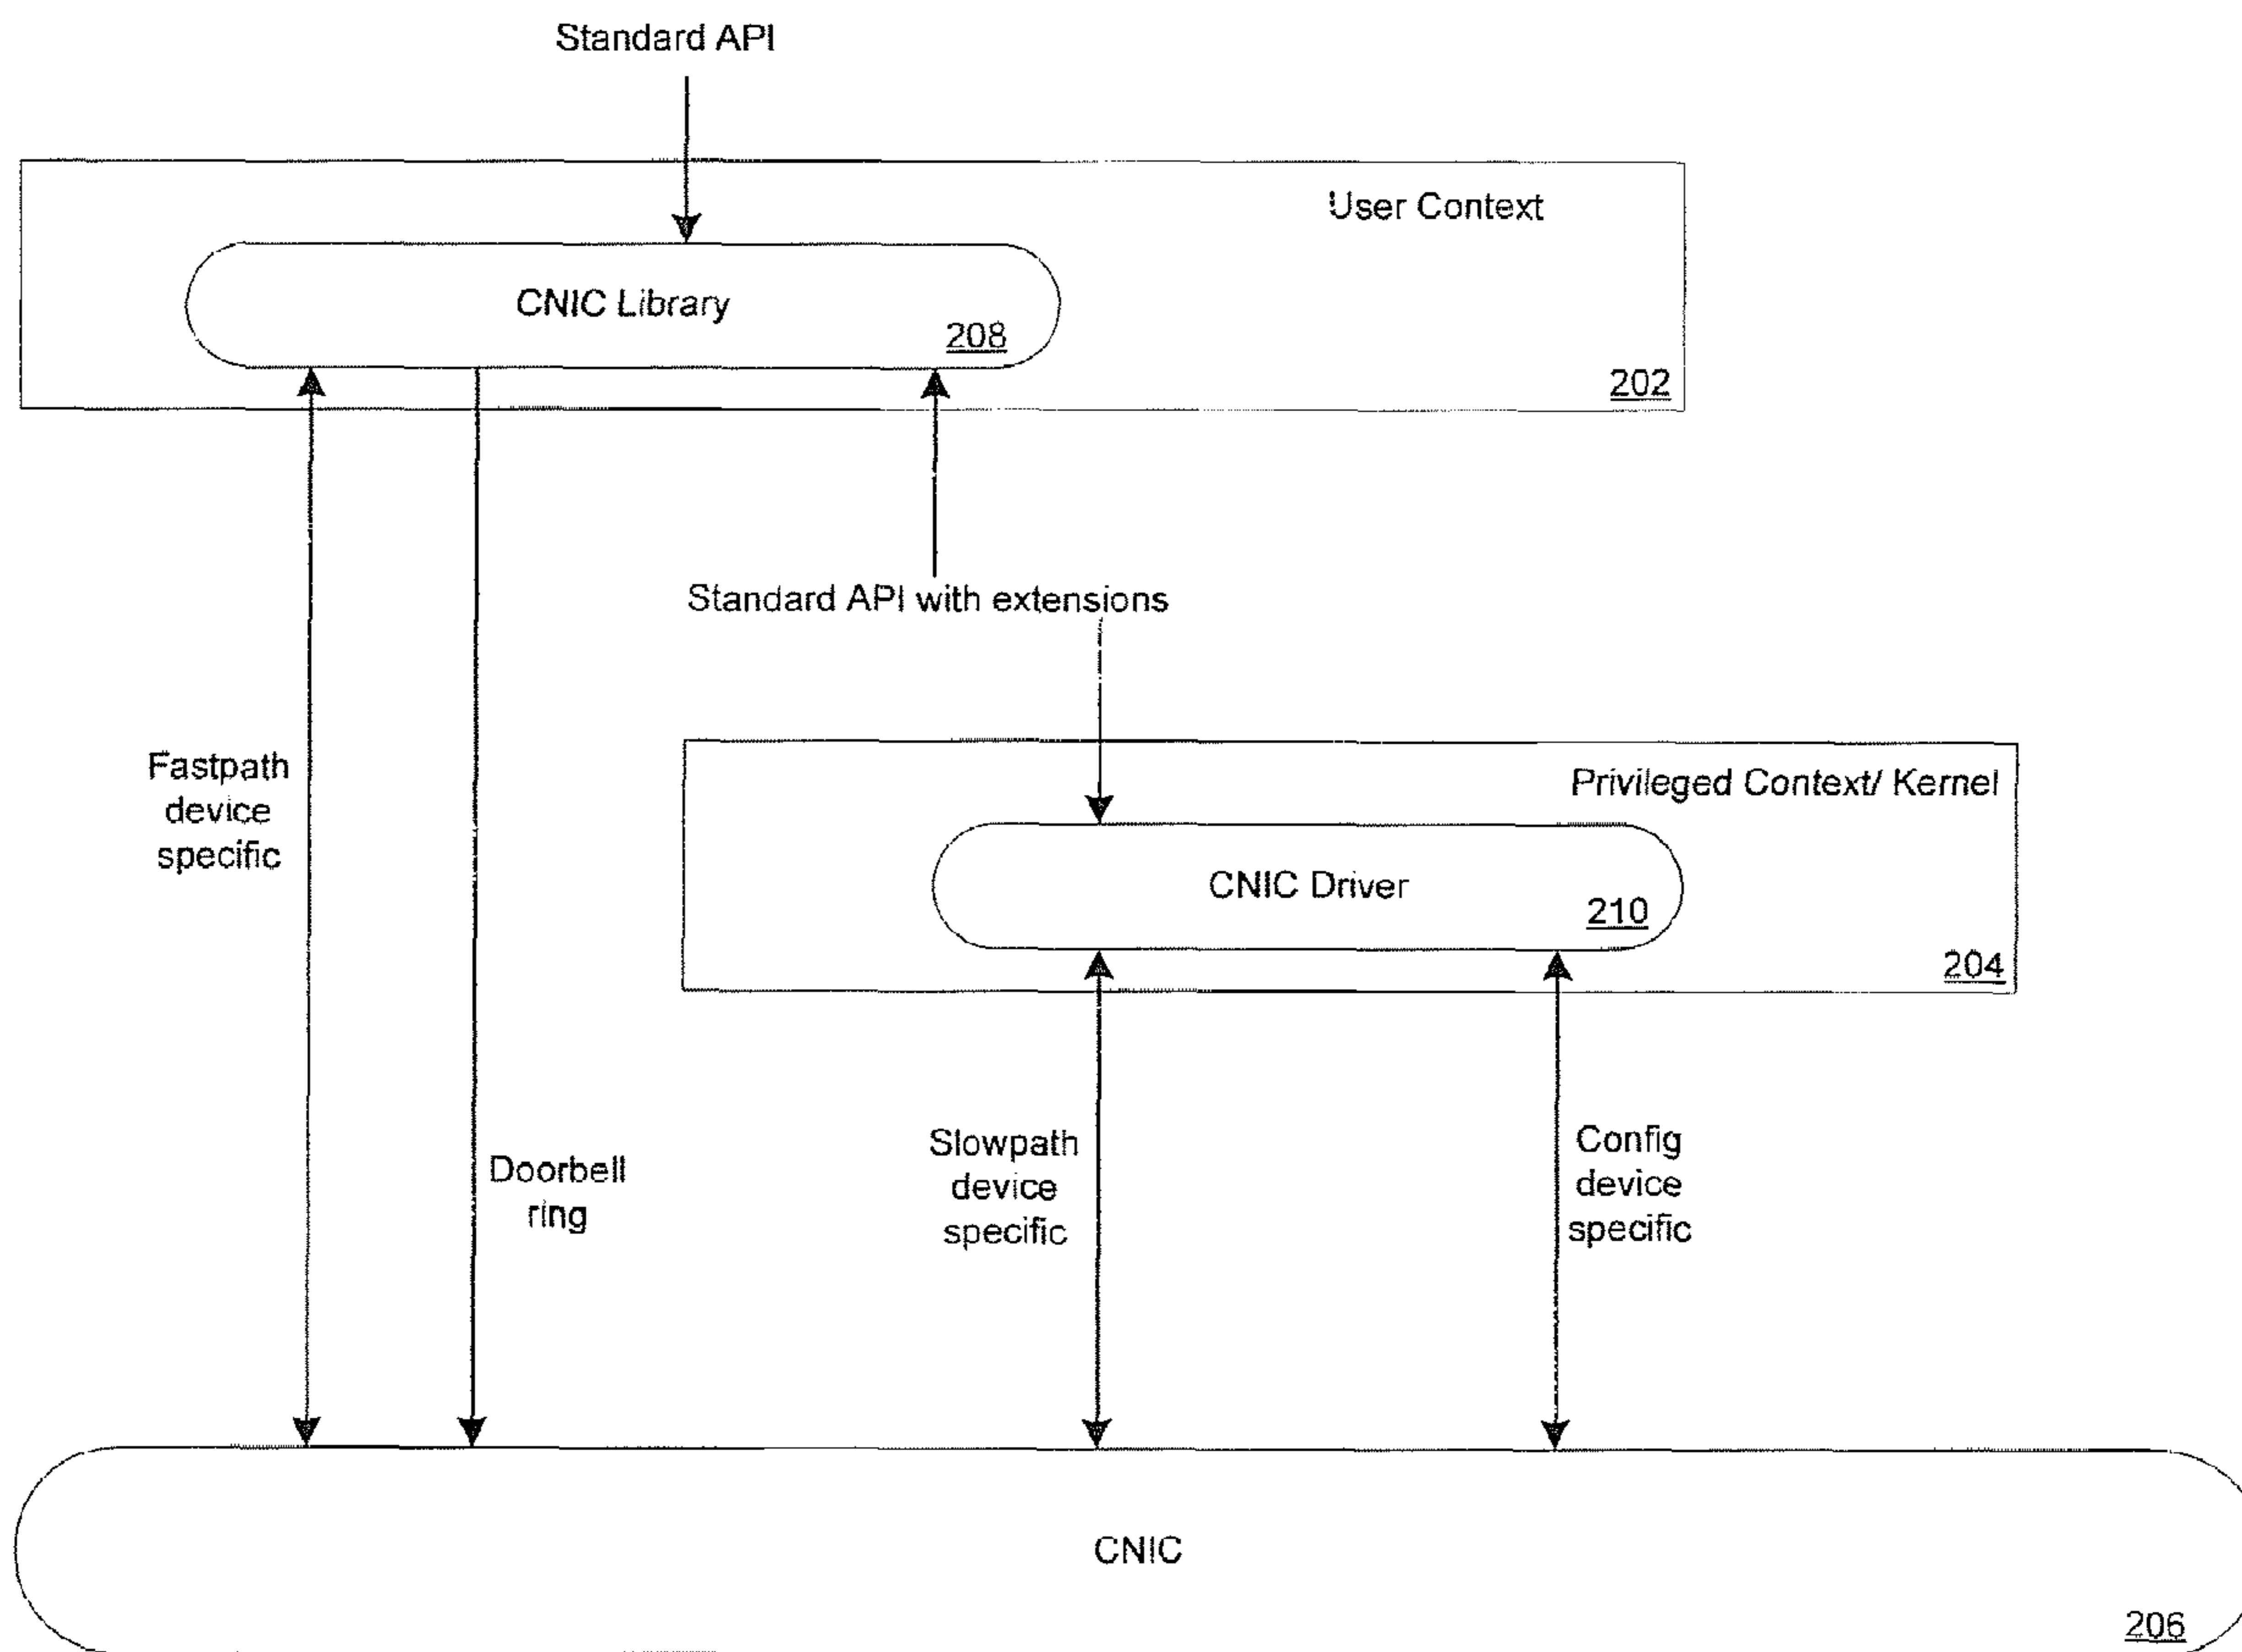 Standard API
User Context
CNIC Library
208
202
Standard API with extensions
Fastpath
device
specific
Privileged Context/ Kernel
CNIC Driver
210
204
Doorbell
ring
Slowpath
device
specific
Config
device
specific
CNIC
206